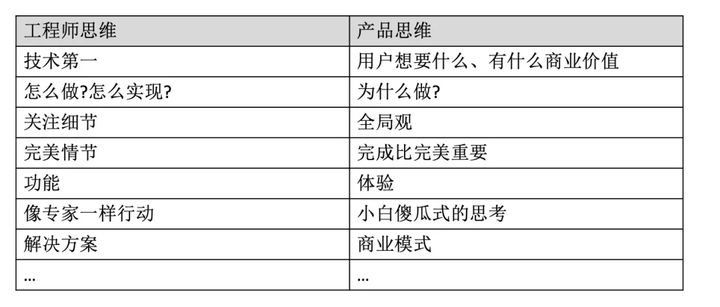 工程师思维 产品思维
技术第一 用户想要什么、有什么商业价值
怎么做?怎么实现? 为什么做?
关注细节 全局观
完美情节 完成比完美重要
功能 体验
像专家一样行动 小白傻瓜式的思考
解决方案 商业模式
... ...